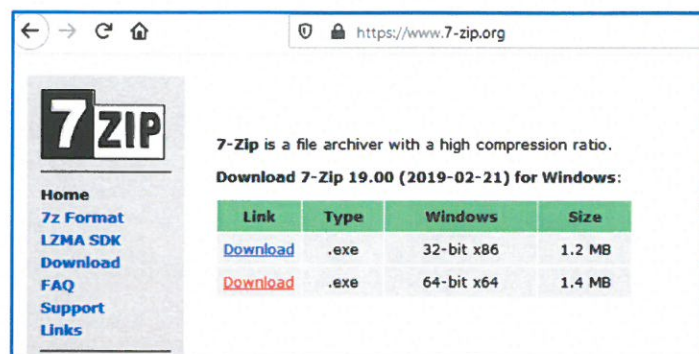 https://www.7-zip.org
7 ZIP
7-Zip is a file archiver with a high compression ratio.
Download 7-Zip 19.00 (2019-02-21) for Windows:
Link Type Windows Size
Download .exe 32-bit x86 1.2 MB
Download .exe 64-bit x64 1.4 MB
Home
7z Format
LZMA SDK
Download
FAQ
Support
Links